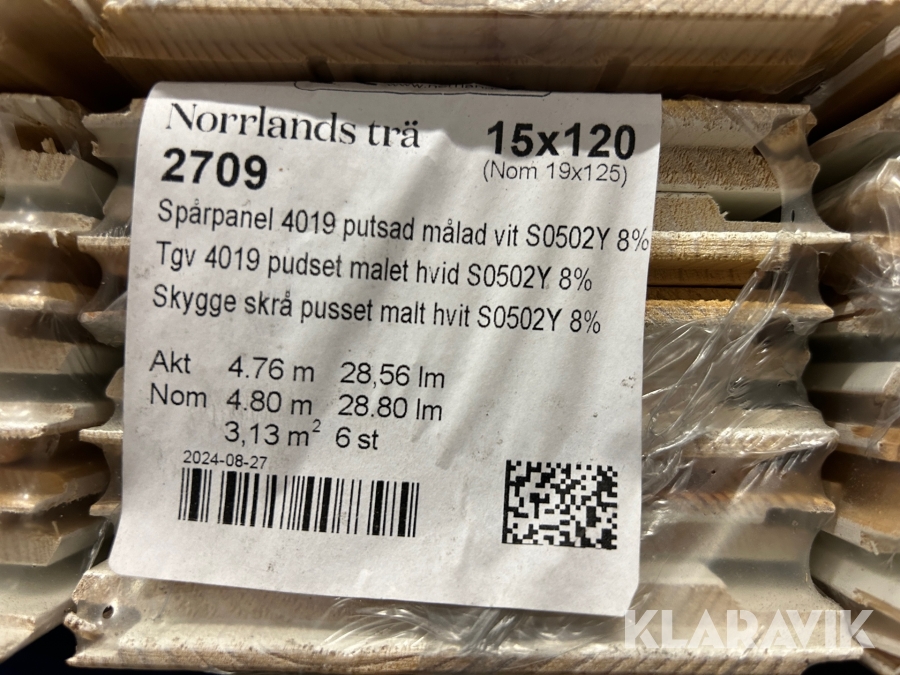 Norrlands trä
15x120
2709
(Nom 19x125)
Spårpanel 4019 putsad målad vit S0502Y 8%
Tgv 4019 pudset malet hvid S0502Y 8%
Skygge skrå pusset malt hvit S0502Y 8%
Akt 4.76 m 28,56 lm
Nom 4.80 m 28.80 lm
3,13 m² 6 st
2024-08-27
KLARAVIK